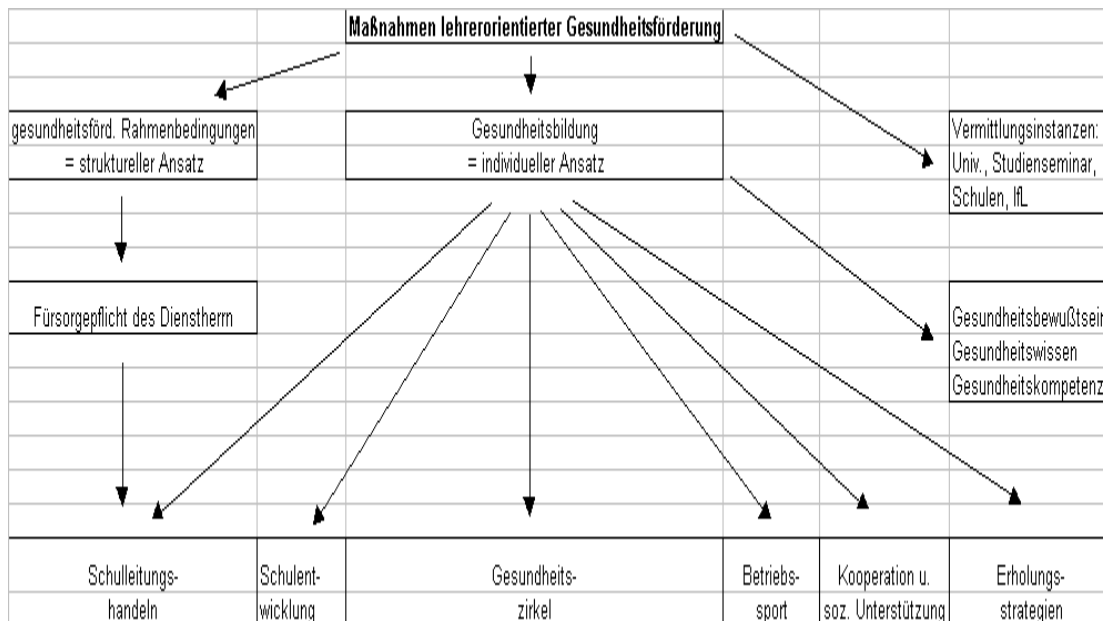 Maßnahmen lehrerorientierter Gesundheitsförderung
gesundheitsförd. Rahmenbedingungen
= struktureller Ansatz
Gesundheitsbildung
= individueller Ansatz
Vermittlungsinstanzen:
Univ., Studienseminar,
Schulen, IfL
Fürsorgepflicht des Dienstherrn
Gesundheitsbewußtsein
Gesundheitswissen
Gesundheitskompetenz
Schulleitungs-
handeln
Schulent-
wicklung
Gesundheits-
zirkel
Betriebs-
sport
Kooperation u.
soz. Unterstützung
Erholungs-
strategien